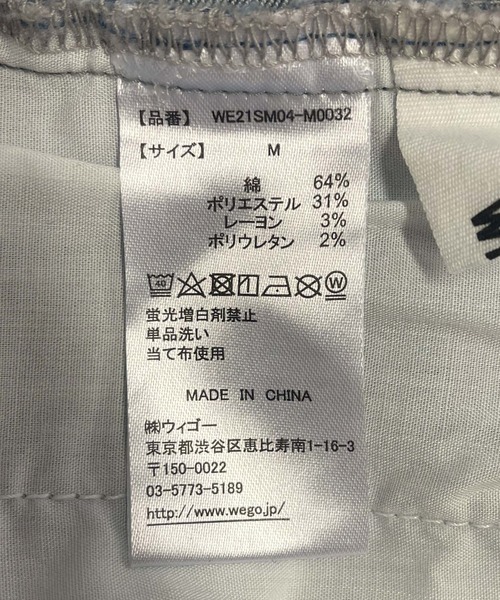 【品番】 WE21SM04-M0032
【サイズ】 M
綿 64%
ポリエステル 31%
レーヨン 3%
ポリウレタン 2%
40 W
蛍光増白剤禁止
単品洗い
当て布使用
MADE IN CHINA
㈱ウィゴー
東京都渋谷区恵比寿南1-16-3
〒150-0022
03-5773-5189
http://www.wego.jp/